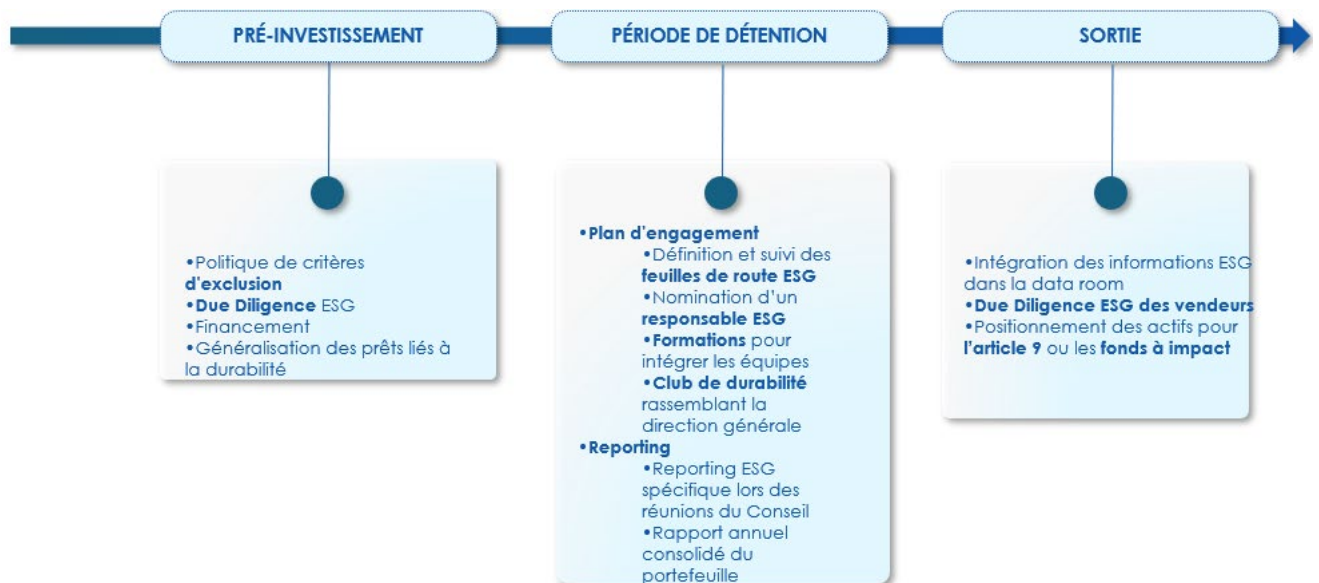 PRÉ-INVESTISSEMENT
PÉRIODE DE DÉTENTION
SORTIE
•Politique de critères
d'exclusion
•Due Diligence ESG
•Financement
•Généralisation des prêts liés à
la durabilité
•Plan d'engagement
•Définition et suivi des
feuilles de route ESG
•Nomination d'un
responsable ESG
•Formations pour
intégrer les équipes
•Club de durabilité
rassemblant la
direction générale
•Reporting
•Reporting ESG
spécifique lors des
réunions du Conseil
•Rapport annuel
consolidé du
portefeuille
•Intégration des informations ESG
dans la data room
•Due Diligence ESG des vendeurs
•Positionnement des actifs pour
l'article 9 ou les fonds à impact